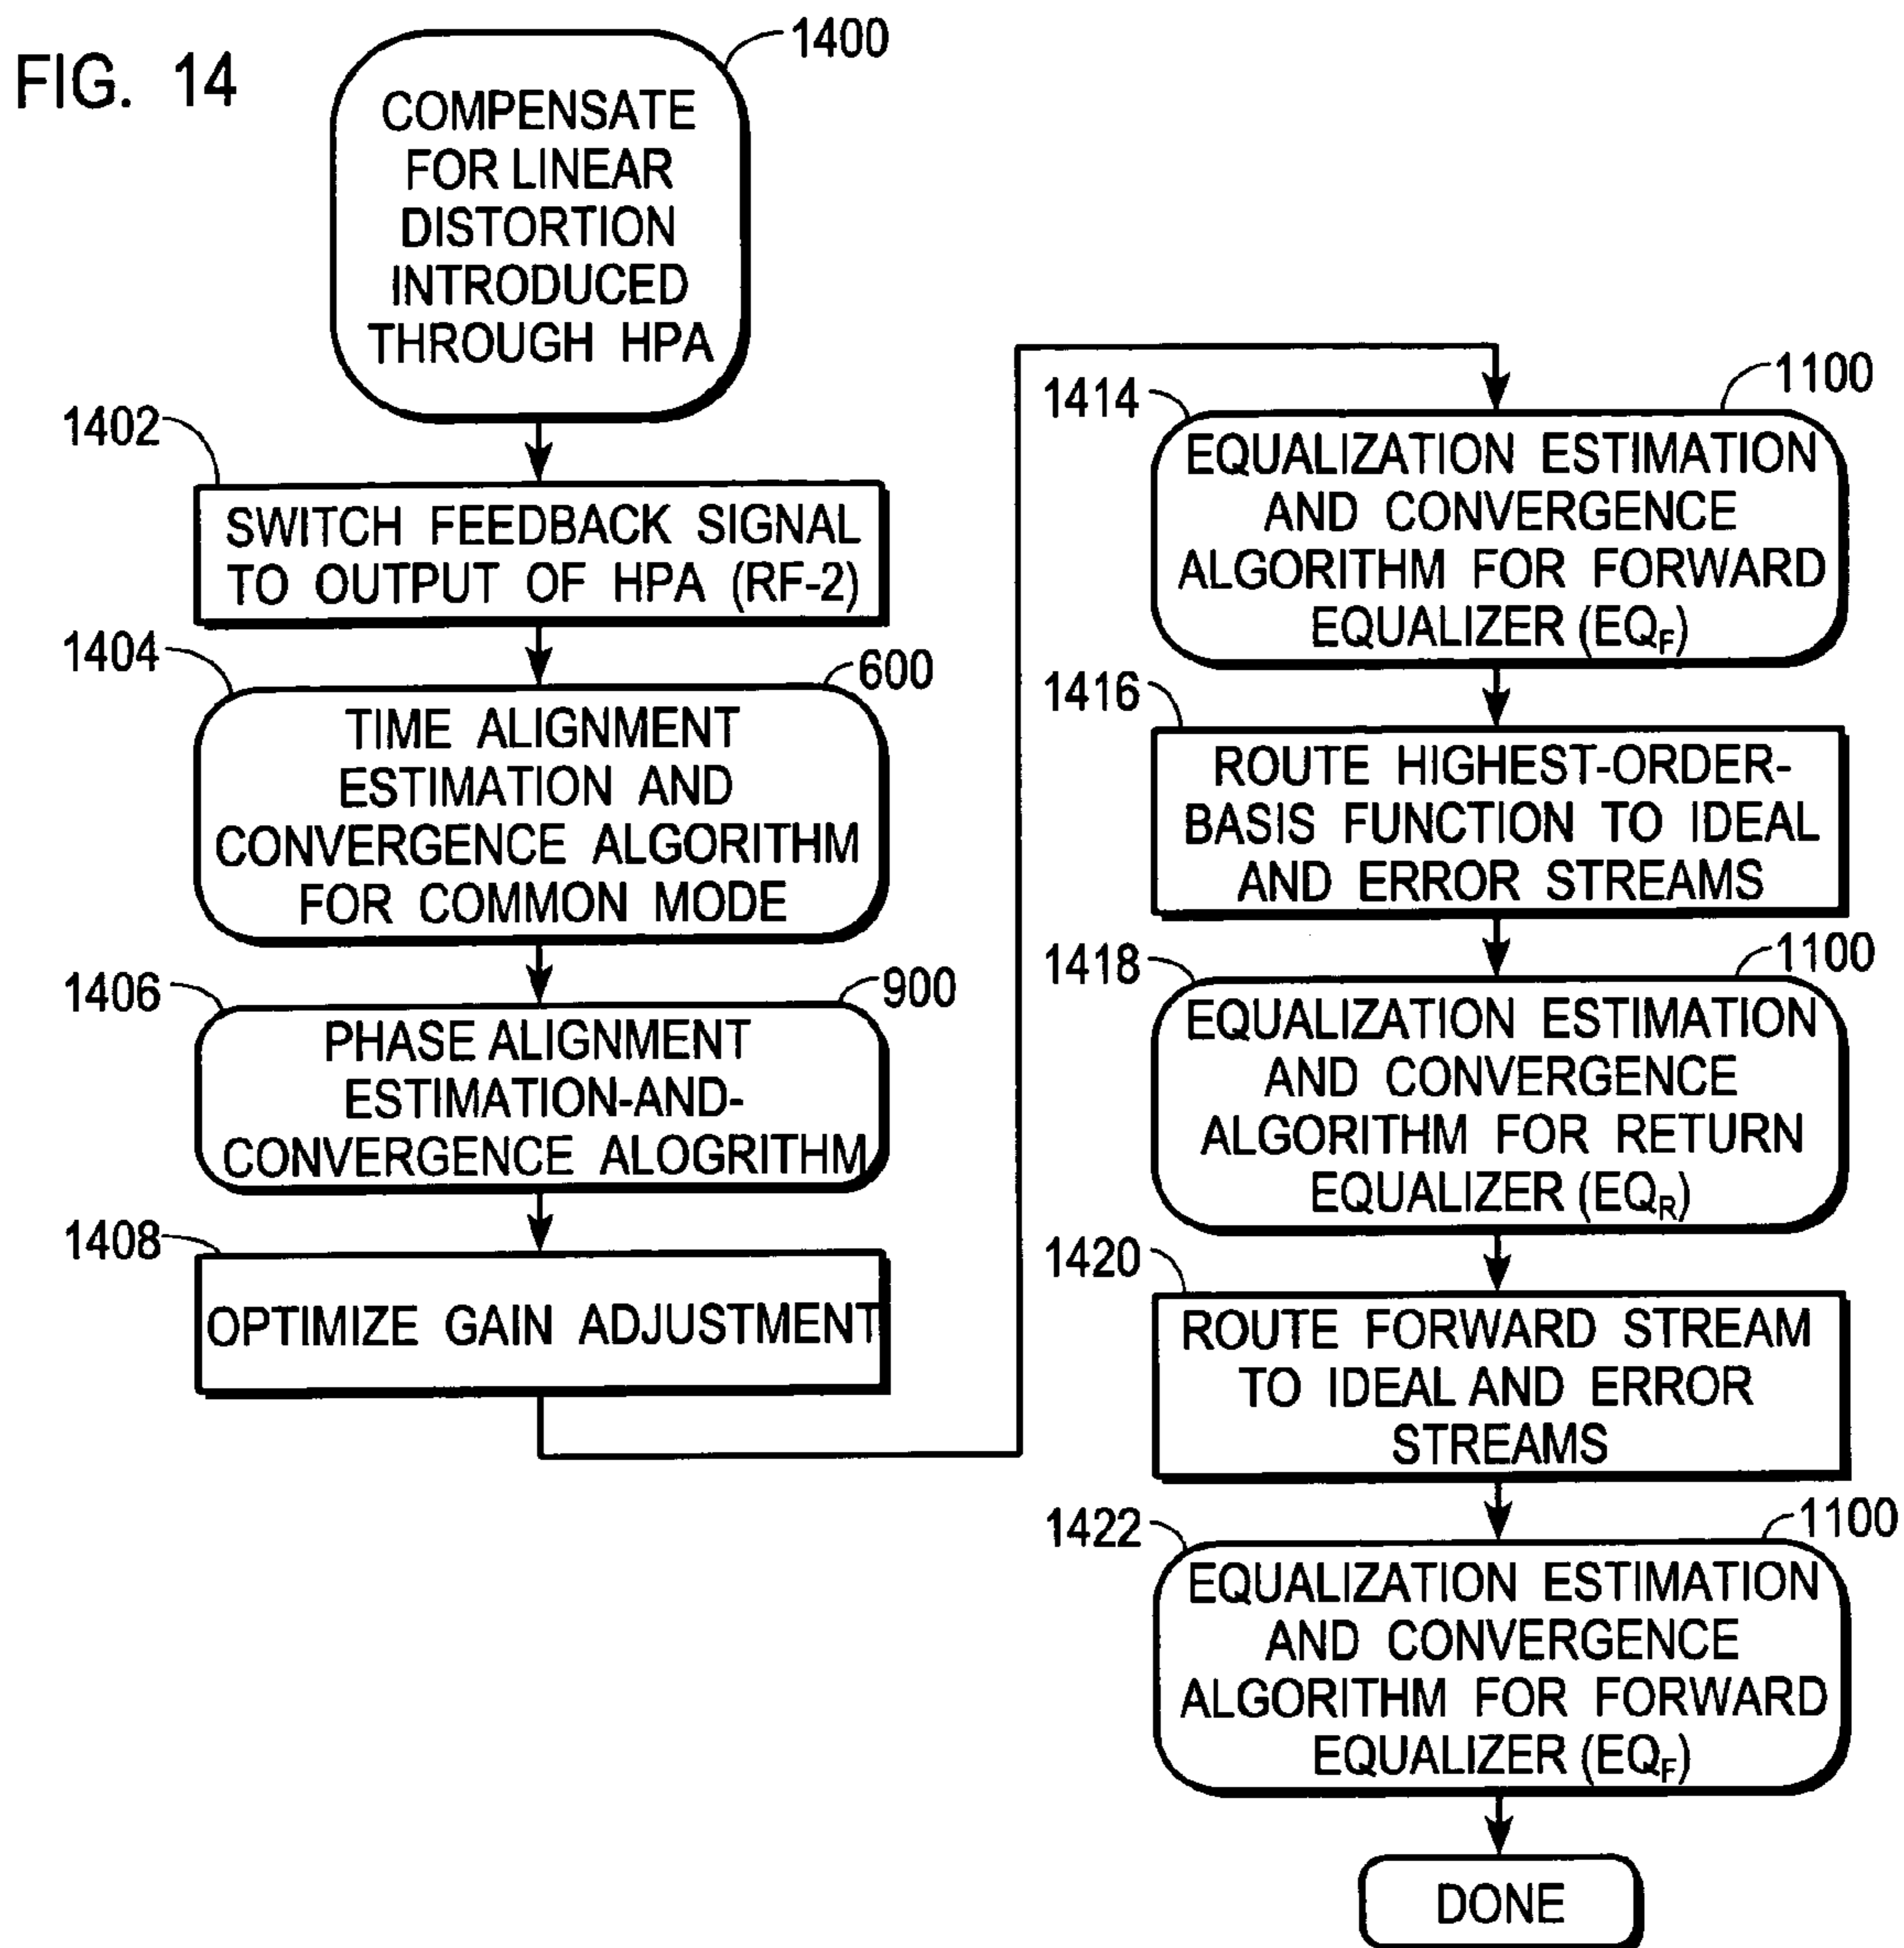 FIG. 14
1400
COMPENSATE
FOR LINEAR
DISTORTION
INTRODUCED
THROUGH HPA
1402
SWITCH FEEDBACK SIGNAL
TO OUTPUT OF HPA (RF-2)
1404
600
TIME ALIGNMENT
ESTIMATION AND
CONVERGENCE ALGORITHM
FOR COMMON MODE
1406
900
PHASE ALIGNMENT
ESTIMATION-AND-
CONVERGENCE ALOGRITHM
1408
OPTIMIZE GAIN ADJUSTMENT
1414
1100
EQUALIZATION ESTIMATION
AND CONVERGENCE
ALGORITHM FOR FORWARD
EQUALIZER (EQF)
1416
ROUTE HIGHEST-ORDER-
BASIS FUNCTION TO IDEAL
AND ERROR STREAMS
1418
1100
EQUALIZATION ESTIMATION
AND CONVERGENCE
ALGORITHM FOR RETURN
EQUALIZER (EQR)
1420
ROUTE FORWARD STREAM
TO IDEAL AND ERROR
STREAMS
1422
1100
EQUALIZATION ESTIMATION
AND CONVERGENCE
ALGORITHM FOR FORWARD
EQUALIZER (EQF)
DONE